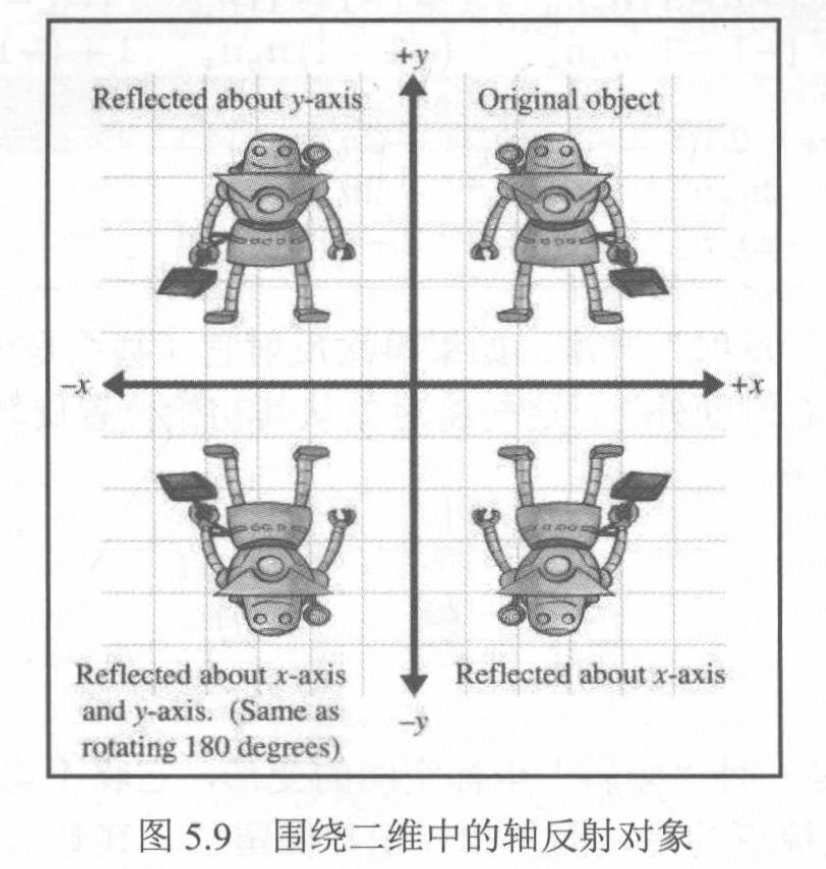 +y
Reflected about y-axis
Original object
-x
+x
Reflected about x-axis
and y-axis. (Same as
rotating 180 degrees)
Reflected about x-axis
-y
图 5.9 围绕二维中的轴反射对象